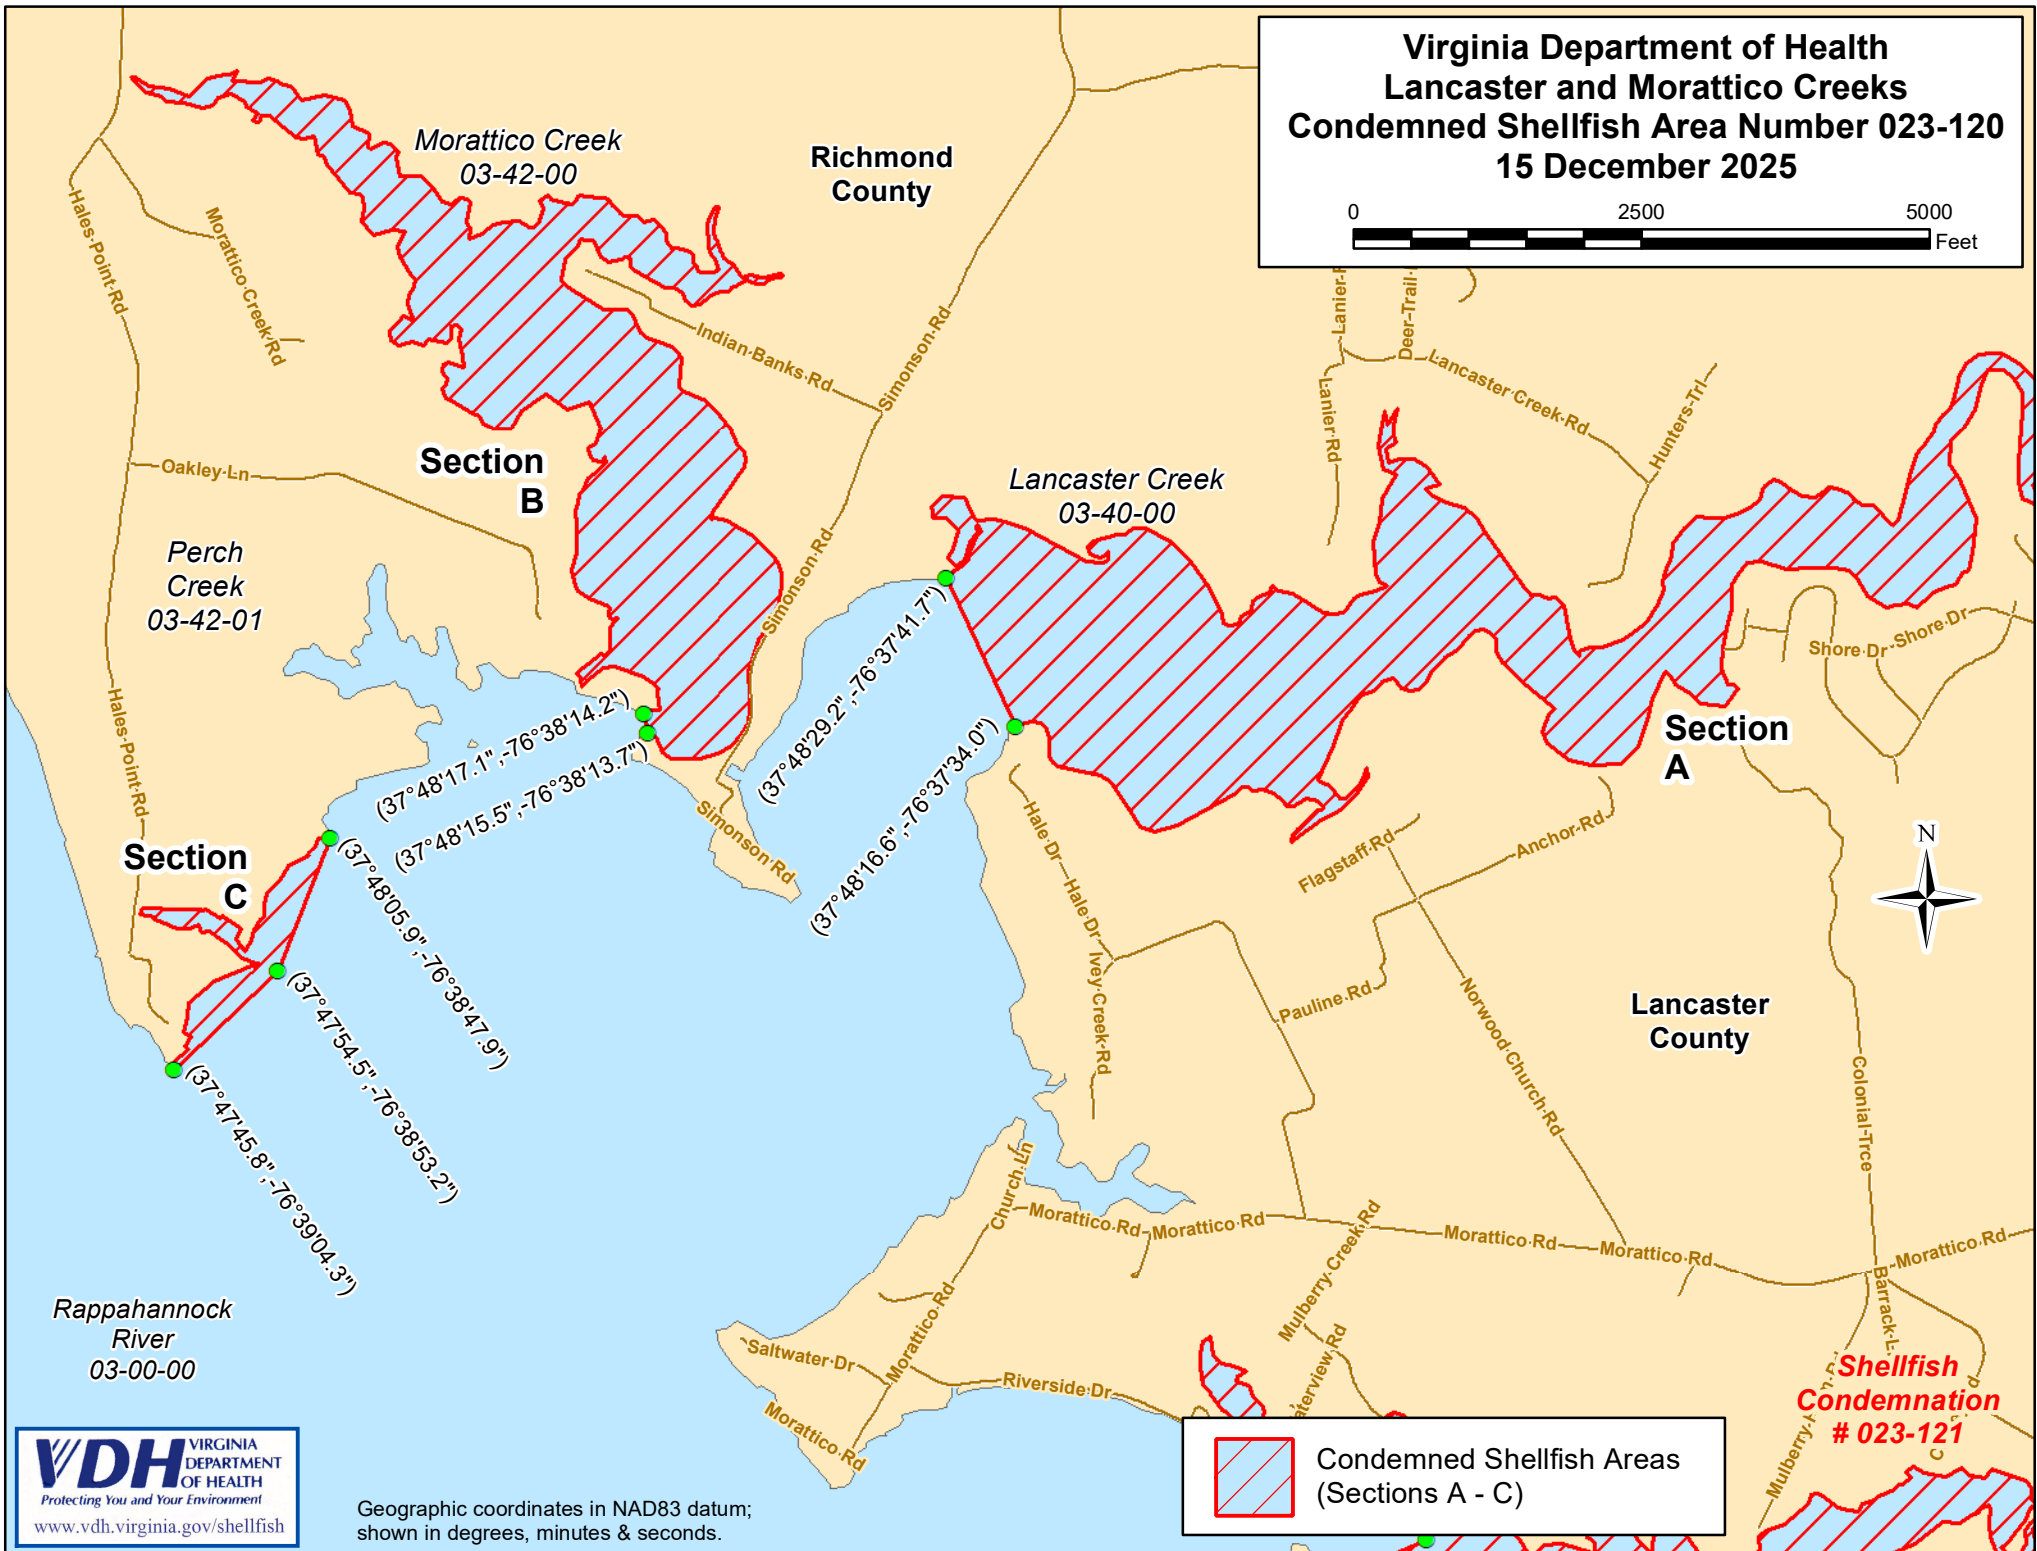 Virginia Department of Health
Lancaster and Morattico Creeks
Condemned Shellfish Area Number 023-120
15 December 2025
0 2500 5000
Feet
Morattico Creek
03-42-00
Richmond
County
Hales Point Rd
Morattico Creek Rd
Indian Banks Rd
Simonson Rd
Deer Trail
Lanier
Lanier Rd
Lancaster Creek Rd
Hunters Trl
Section
B
Oakley Ln
Lancaster Creek
03-40-00
Perch
Creek
03-42-01
Simonson Rd
Shore Dr
Shore Dr
Hales Point Rd
(37°48'17.1",-76°38'14.2")
(37°48'15.5",-76°38'13.7")
(37°48'29.2",-76°37'41.7")
(37°48'16.6",-76°37'34.0")
Section
A
Simonson Rd
Hale Dr
Hale Dr
Flagstaff Rd
Anchor Rd
N
Section
C
(37°48'05.9",-76°38'47.9")
(37°47'54.5",-76°38'53.2")
(37°47'45.8",-76°39'04.3")
Ivey Creek Rd
Pauline Rd
Norwood Church Rd
Lancaster
County
Colonial Trce
Church Ln
Morattico Rd
Morattico Rd
Morattico Rd
Morattico Rd
Morattico Rd
Mulberry Creek Rd
Barrack L
Rappahannock
River
03-00-00
Saltwater Dr
Morattico Rd
Riverside Dr
Morattico Rd
aterview Rd
Mulberry
Shellfish
Condemnation
# 023-121
Condemned Shellfish Areas
(Sections A - C)
VDH VIRGINIA
DEPARTMENT
OF HEALTH
Protecting You and Your Environment
www.vdh.virginia.gov/shellfish
Geographic coordinates in NAD83 datum;
shown in degrees, minutes & seconds.